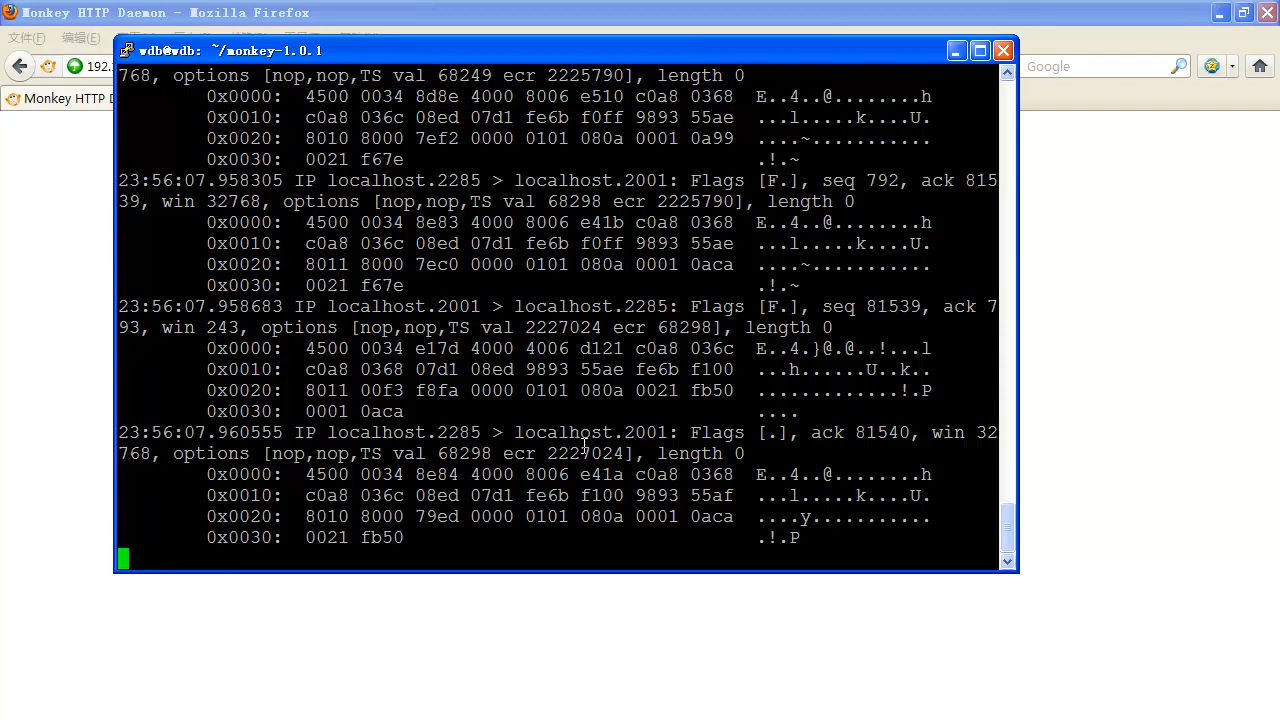 Monkey HTTP Daemon - Mozilla Firefox
文件(F) 编辑(E)
192.
Google
Monkey HTTP D
wdb@wdb: ~/monkey-1.0.1
768, options [nop,nop,TS val 68249 ecr 2225790], length 0
0x0000: 4500 0034 8d8e 4000 8006 e510 c0a8 0368 E..4..@........h
0x0010: c0a8 036c 08ed 07d1 fe6b f0ff 9893 55ae ...l.....k....U.
0x0020: 8010 8000 7ef2 0000 0101 080a 0001 0a99 ....~...........
0x0030: 0021 f67e .!.~
23:56:07.958305 IP localhost.2285 > localhost.2001: Flags [F.], seq 792, ack 815
39, win 32768, options [nop,nop,TS val 68298 ecr 2225790], length 0
0x0000: 4500 0034 8e83 4000 8006 e41b c0a8 0368 E..4..@........h
0x0010: c0a8 036c 08ed 07d1 fe6b f0ff 9893 55ae ...l.....k....U.
0x0020: 8011 8000 7ec0 0000 0101 080a 0001 0aca ....~...........
0x0030: 0021 f67e .!.~
23:56:07.958683 IP localhost.2001 > localhost.2285: Flags [F.], seq 81539, ack 7
93, win 243, options [nop,nop,TS val 2227024 ecr 68298], length 0
0x0000: 4500 0034 e17d 4000 4006 d121 c0a8 036c E..4.}@.@..!...l
0x0010: c0a8 0368 07d1 08ed 9893 55ae fe6b f100 ...h......U..k..
0x0020: 8011 00f3 f8fa 0000 0101 080a 0021 fb50 .............!.P
0x0030: 0001 0aca ....
23:56:07.960555 IP localhost.2285 > localhost.2001: Flags [.], ack 81540, win 32
768, options [nop,nop,TS val 68298 ecr 2227024], length 0
0x0000: 4500 0034 8e84 4000 8006 e41a c0a8 0368 E..4..@........h
0x0010: c0a8 036c 08ed 07d1 fe6b f100 9893 55af ...l.....k....U.
0x0020: 8010 8000 79ed 0000 0101 080a 0001 0aca ....y...........
0x0030: 0021 fb50 .!.P